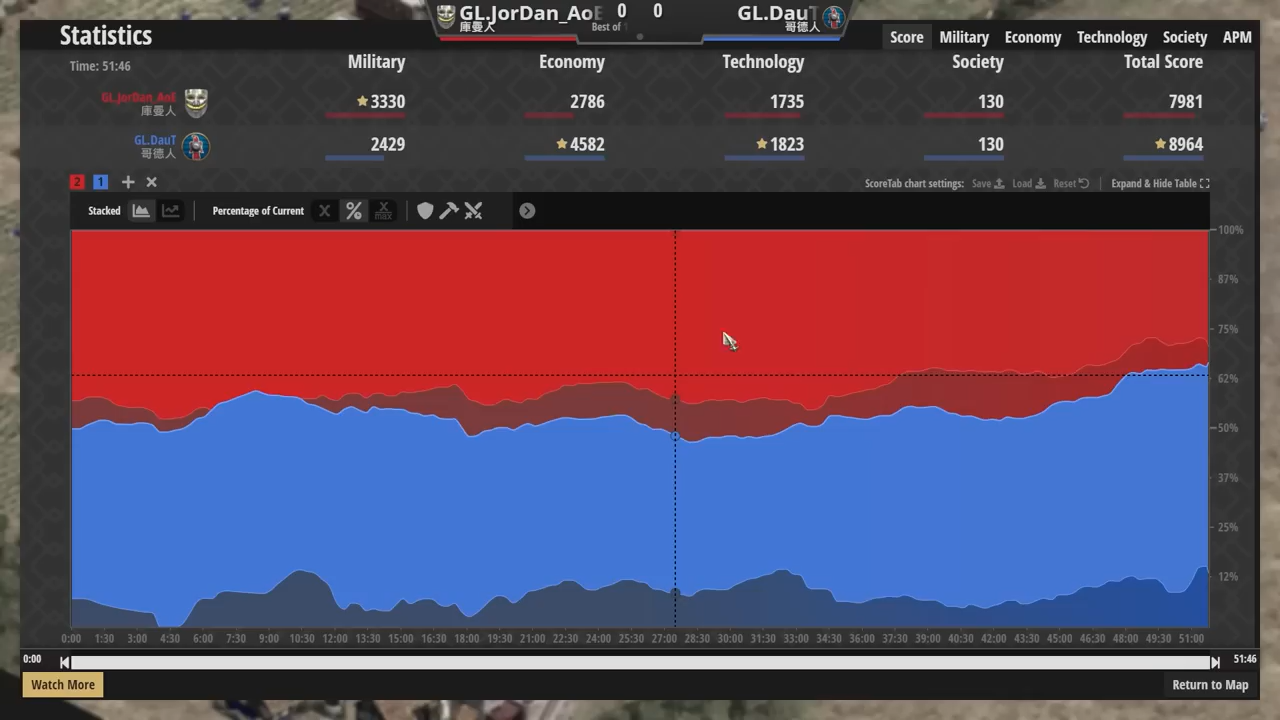 GL.JorDan_Ao
庫曼人
0 0
Best of
GL.Dau
哥德人
Statistics
Score Military Economy Technology Society APM
Time: 51:46
Military Economy Technology Society Total Score
GL.JorDan_AoE
庫曼人
3330 2786 1735 130 7981
GL.DauT
哥德人
2429 4582 1823 130 8964
2 1
ScoreTab chart settings: Save Load Reset Expand & Hide Table
Stacked Percentage of Current X % X max
100%
87%
75%
62%
50%
37%
25%
12%
0:00 1:30 3:00 4:30 6:00 7:30 9:00 10:30 12:00 13:30 15:00 16:30 18:00 19:30 21:00 22:30 24:00 25:30 27:00 28:30 30:00 31:30 33:00 34:30 36:00 37:30 39:00 40:30 42:00 43:30 45:00 46:30 48:00 49:30 51:00
0:00 51:46
Watch More Return to Map